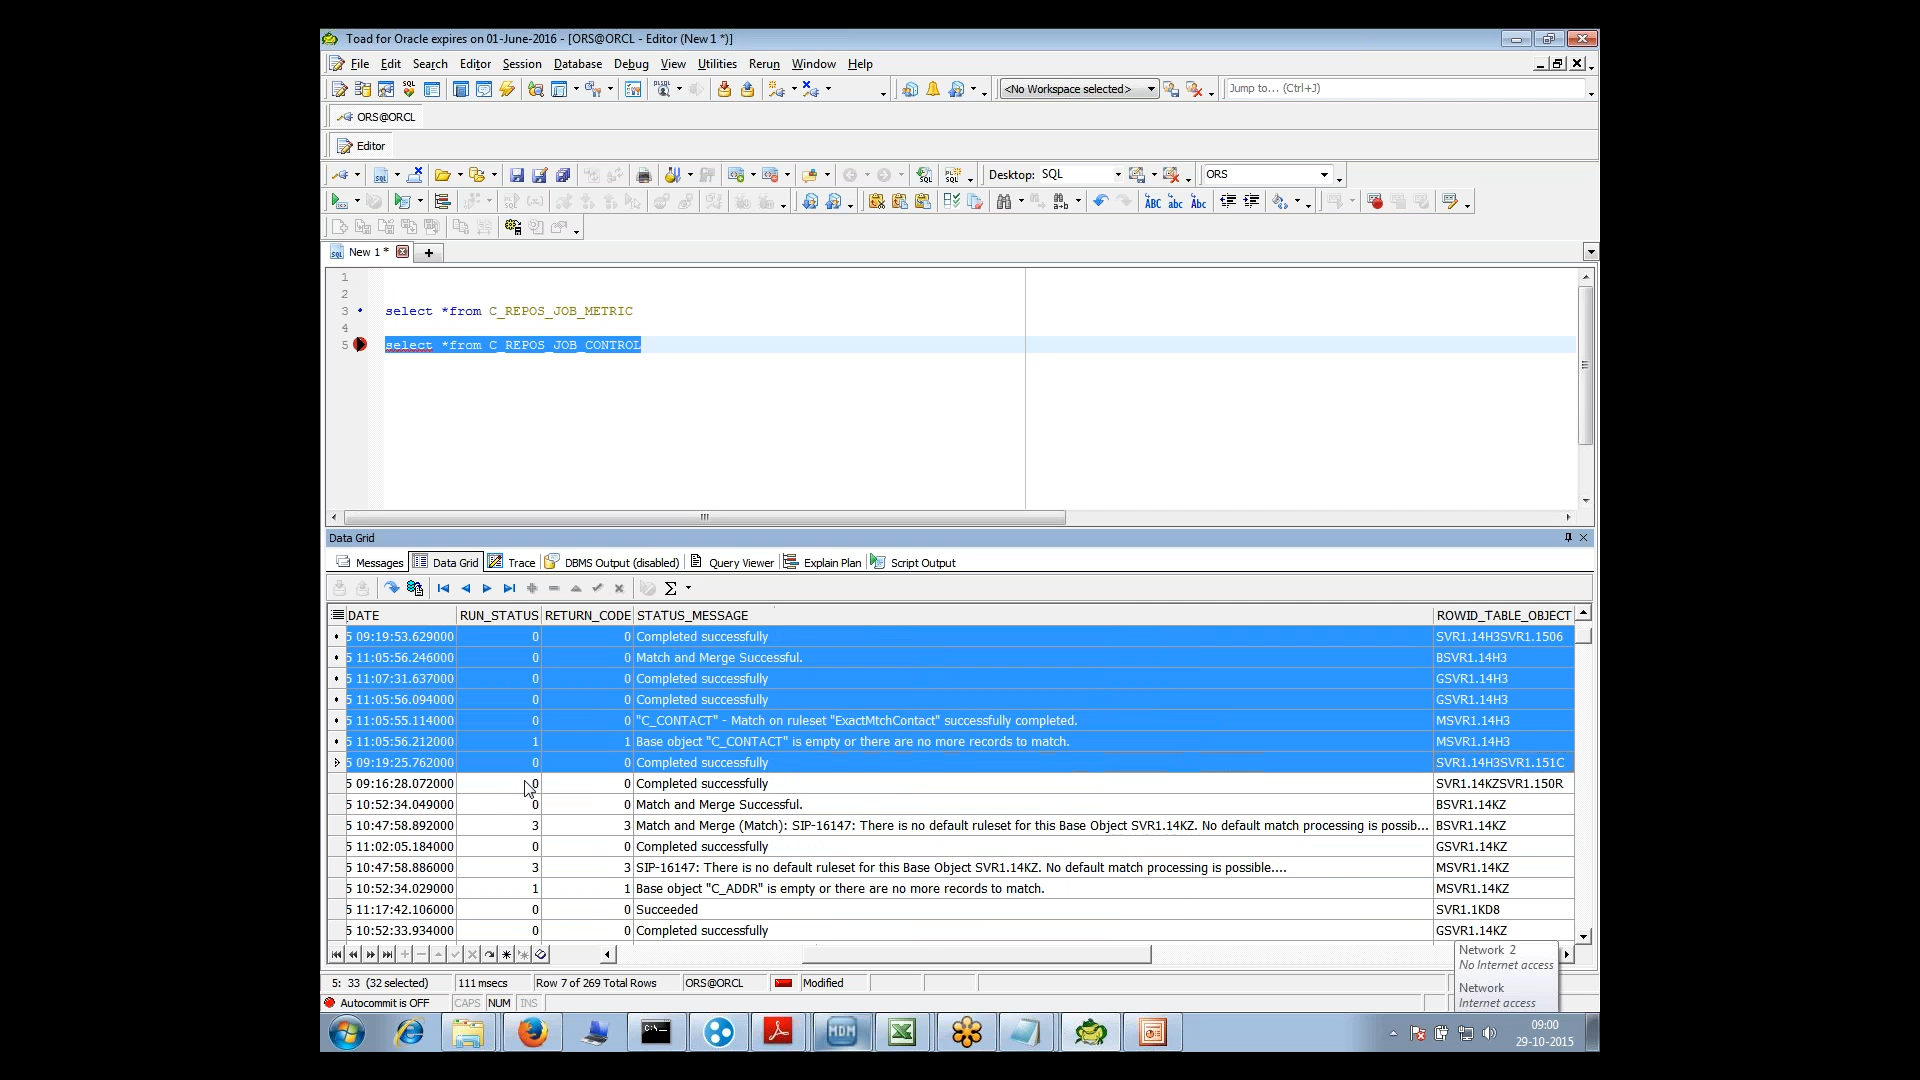 Toad for Oracle expires on 01-June-2016 - [ORS@ORCL - Editor (New 1 *)]
File Edit Search Editor Session Database Debug View Utilities Rerun Window Help
<No Workspace selected> Jump to... (Ctrl+J)
ORS@ORCL
Editor
Desktop: SQL ORS
New 1 *
1
2
3 select *from C_REPOS_JOB_METRIC
4
5 select *from C_REPOS_JOB_CONTROL
Data Grid
Messages Data Grid Trace DBMS Output (disabled) Query Viewer Explain Plan Script Output
_DATE RUN_STATUS RETURN_CODE STATUS_MESSAGE ROWID_TABLE_OBJECT
5 09:19:53.629000 0 0 Completed successfully SVR1.14H3SVR1.1506
5 11:05:56.246000 0 0 Match and Merge Successful. BSVR1.14H3
5 11:07:31.637000 0 0 Completed successfully GSVR1.14H3
5 11:05:56.094000 0 0 Completed successfully GSVR1.14H3
5 11:05:55.114000 0 0 "C_CONTACT" - Match on ruleset "ExactMtchContact" successfully completed. MSVR1.14H3
5 11:05:56.212000 1 1 Base object "C_CONTACT" is empty or there are no more records to match. MSVR1.14H3
5 09:19:25.762000 0 0 Completed successfully SVR1.14H3SVR1.151C
5 09:16:28.072000 0 0 Completed successfully SVR1.14KZSVR1.150R
5 10:52:34.049000 0 0 Match and Merge Successful. BSVR1.14KZ
5 10:47:58.892000 3 3 Match and Merge (Match): SIP-16147: There is no default ruleset for this Base Object SVR1.14KZ. No default match processing is possib... BSVR1.14KZ
5 11:02:05.184000 0 0 Completed successfully GSVR1.14KZ
5 10:47:58.886000 3 3 SIP-16147: There is no default ruleset for this Base Object SVR1.14KZ. No default match processing is possible.... MSVR1.14KZ
5 10:52:34.029000 1 1 Base object "C_ADDR" is empty or there are no more records to match. MSVR1.14KZ
5 11:17:42.106000 0 0 Succeeded SVR1.1KD8
5 10:52:33.934000 0 0 Completed successfully GSVR1.14KZ
Network 2
No Internet access
Network
Internet access
5: 33 (32 selected) 111 msecs Row 7 of 269 Total Rows ORS@ORCL Modified
Autocommit is OFF CAPS NUM INS
MDM
09:00
29-10-2015